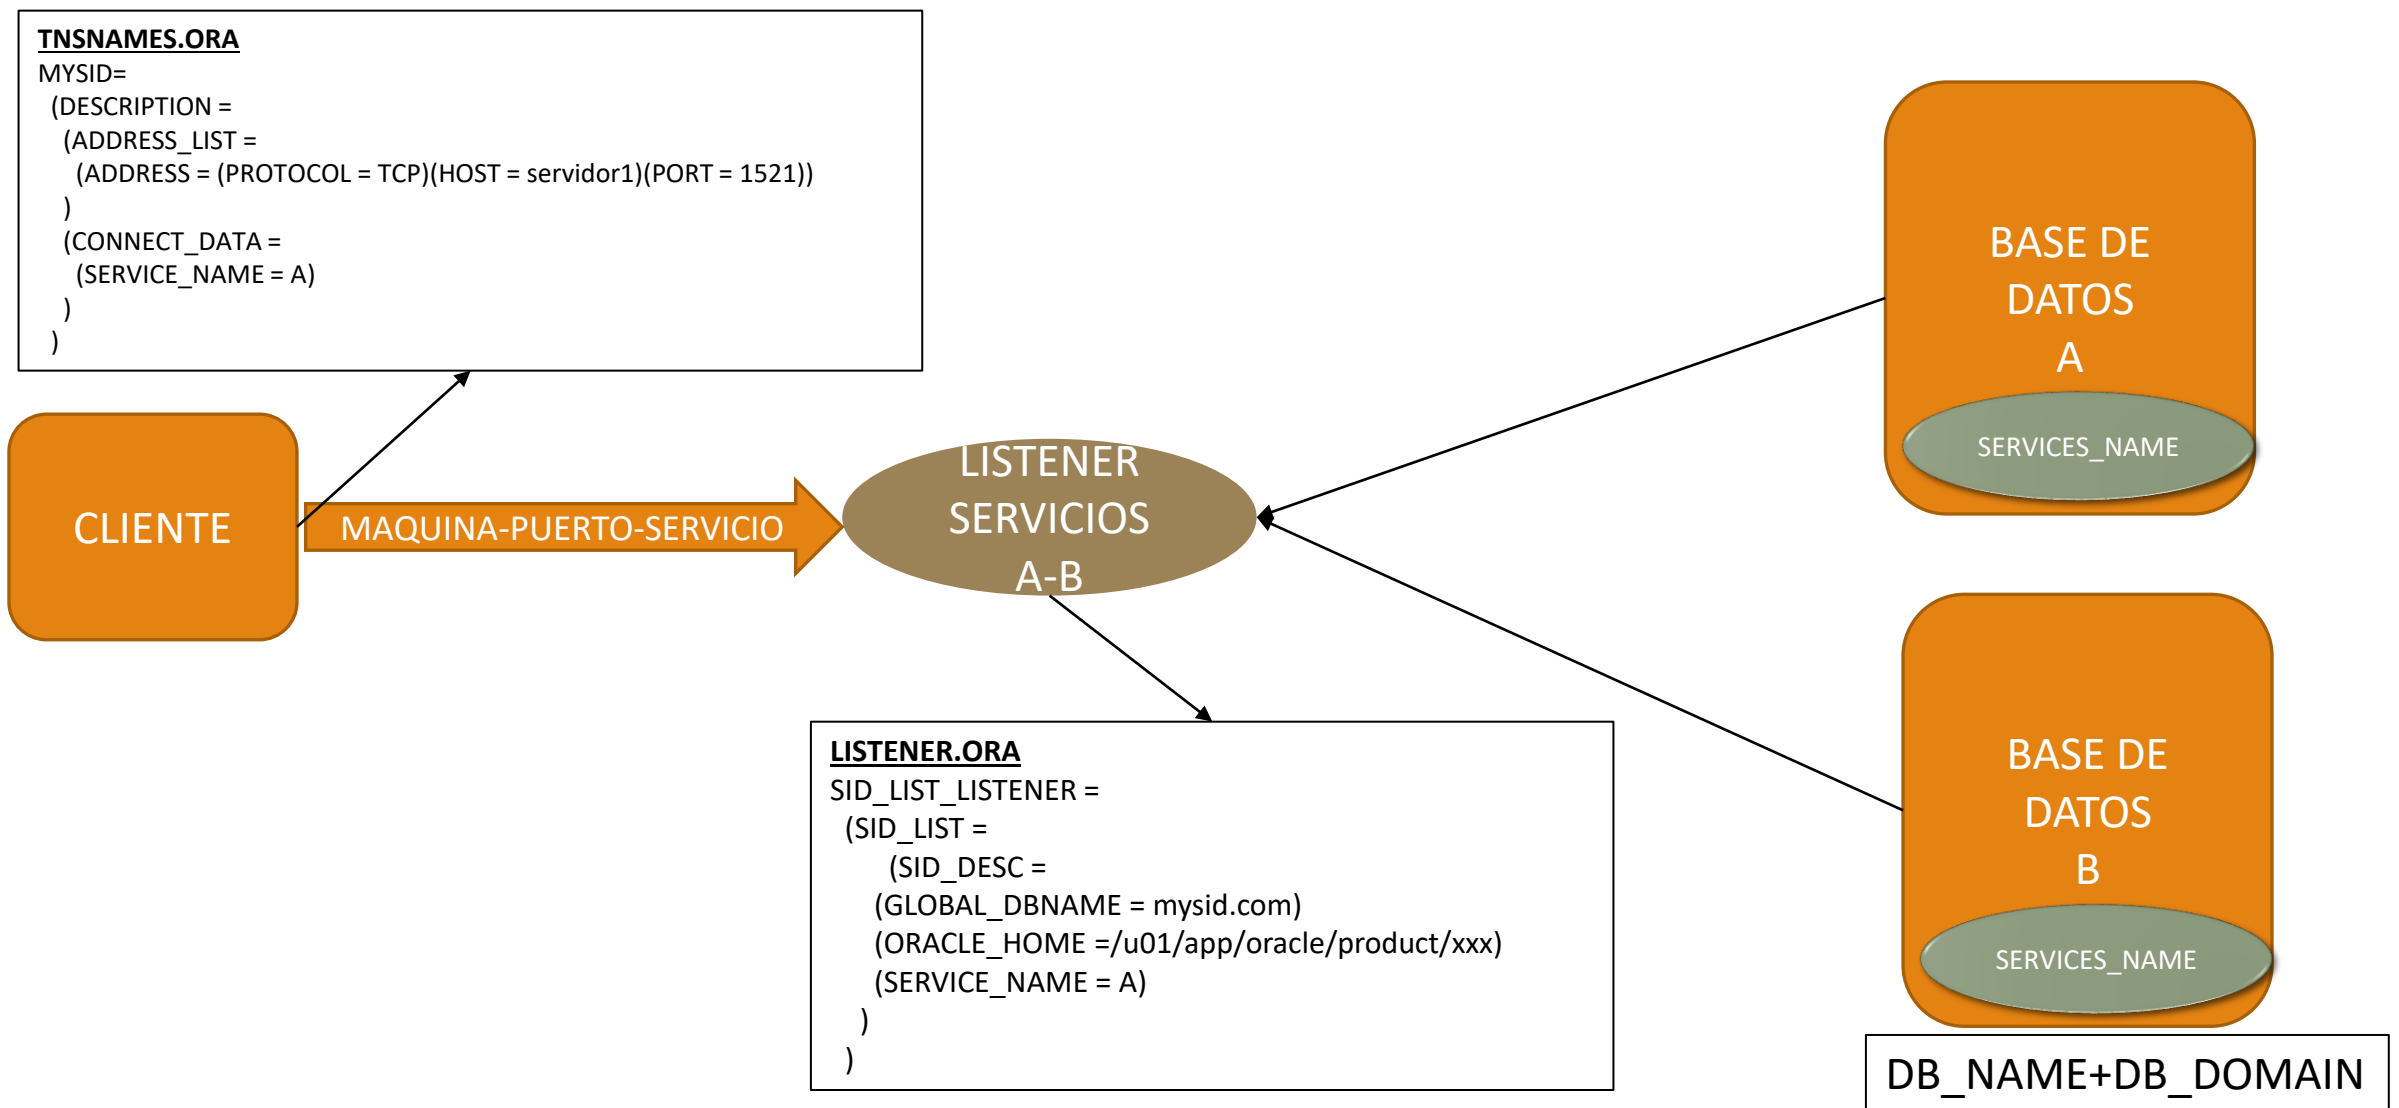 TNSNAMES.ORA
MYSID=
(DESCRIPTION =
(ADDRESS_LIST =
(ADDRESS = (PROTOCOL = TCP)(HOST = servidor1)(PORT = 1521))
)
(CONNECT_DATA =
(SERVICE_NAME = A)
)
)
CLIENTE
MAQUINA-PUERTO-SERVICIO
LISTENER
SERVICIOS
A-B
BASE DE
DATOS
A
SERVICES_NAME
LISTENER.ORA
SID_LIST_LISTENER =
(SID_LIST =
(SID_DESC =
(GLOBAL_DBNAME = mysid.com)
(ORACLE_HOME =/u01/app/oracle/product/xxx)
(SERVICE_NAME = A)
)
)
BASE DE
DATOS
B
SERVICES_NAME
DB_NAME+DB_DOMAIN